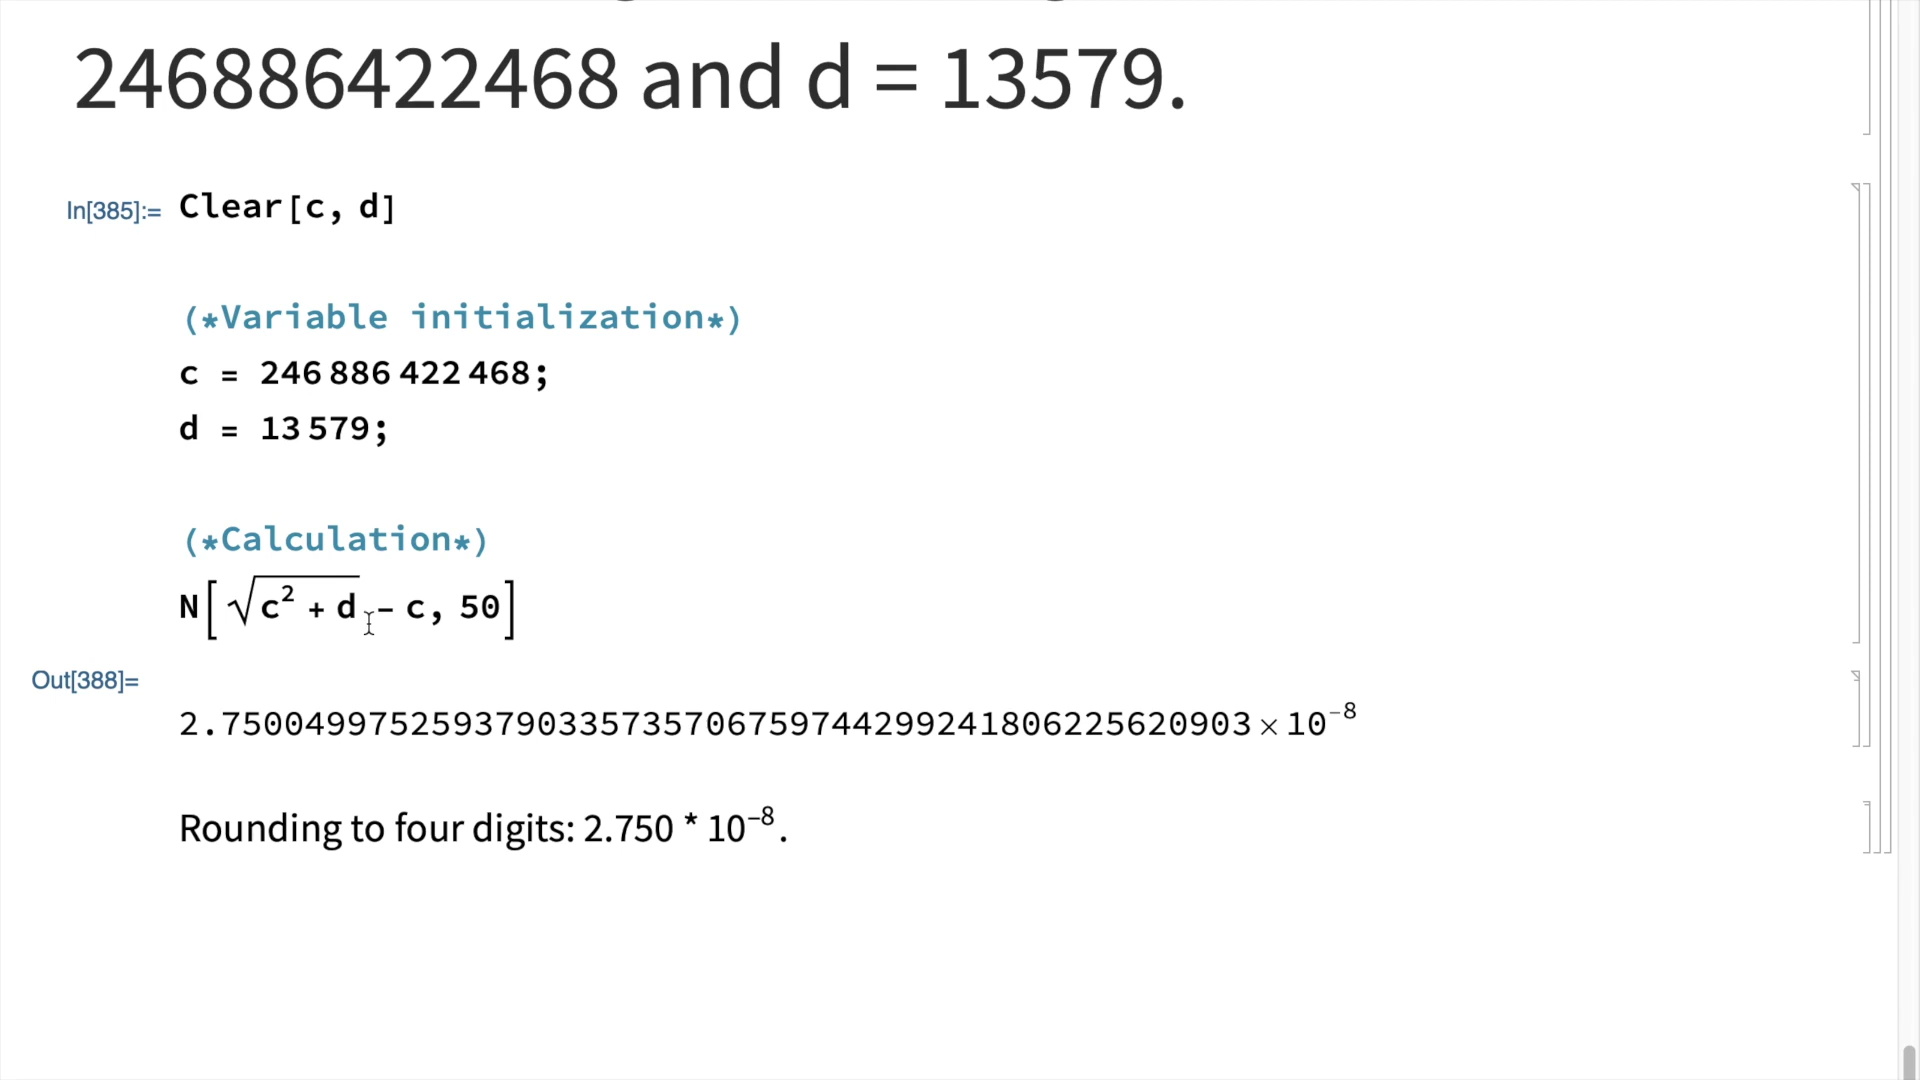 246886422468 and d = 13579.
In[385]:= Clear[c, d]
(*Variable initialization*)
c = 246 886 422 468;
d = 13 579;
(*Calculation*)
N[√c² + d - c, 50]
Out[388]=
2.7500499752593790335735706759744299241806225620903 × 10⁻⁸
Rounding to four digits: 2.750 * 10⁻⁸.